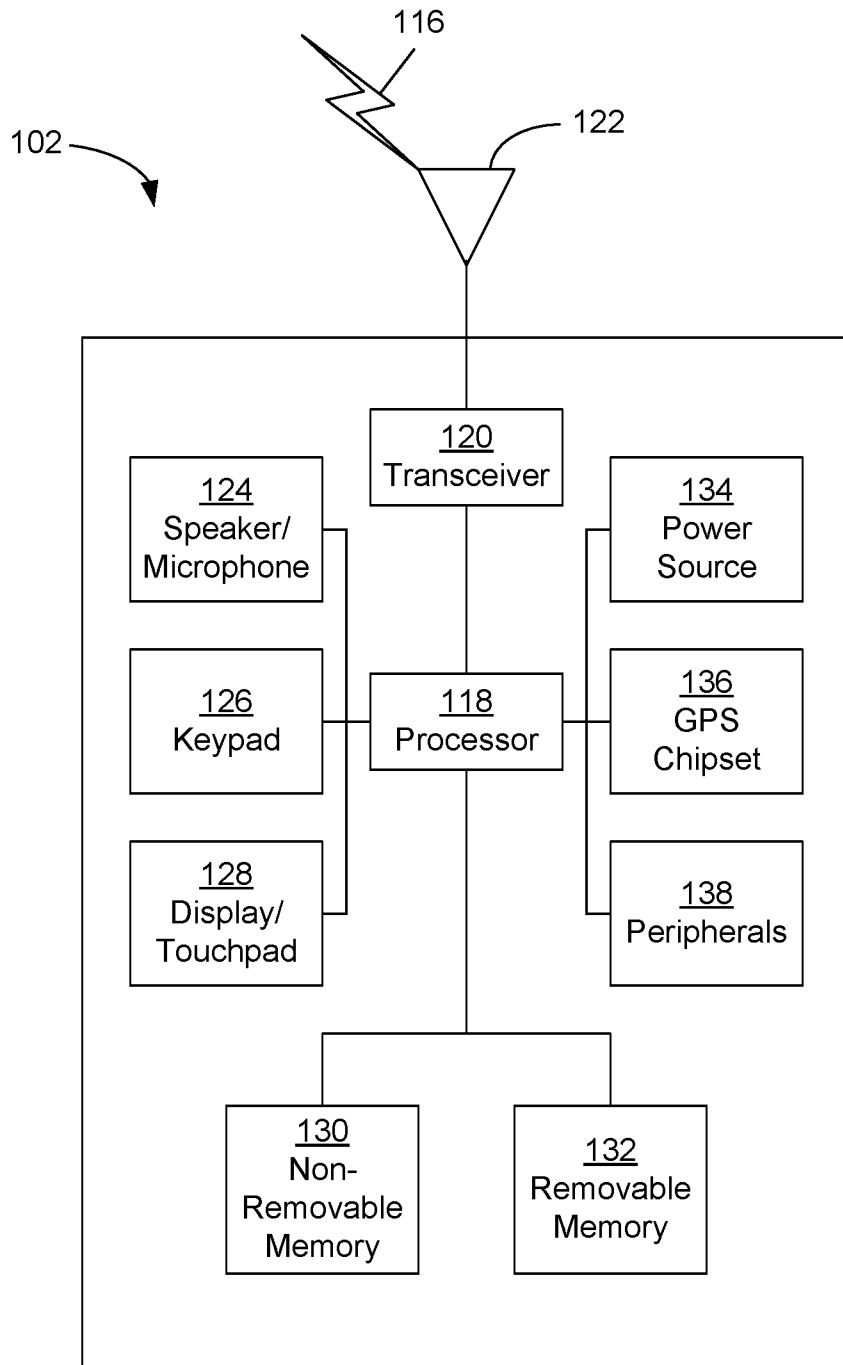 116
122
102
120
Transceiver
124
Speaker/
Microphone
134
Power
Source
126
Keypad
118
Processor
136
GPS
Chipset
128
Display/
Touchpad
138
Peripherals
130
Non-
Removable
Memory
132
Removable
Memory